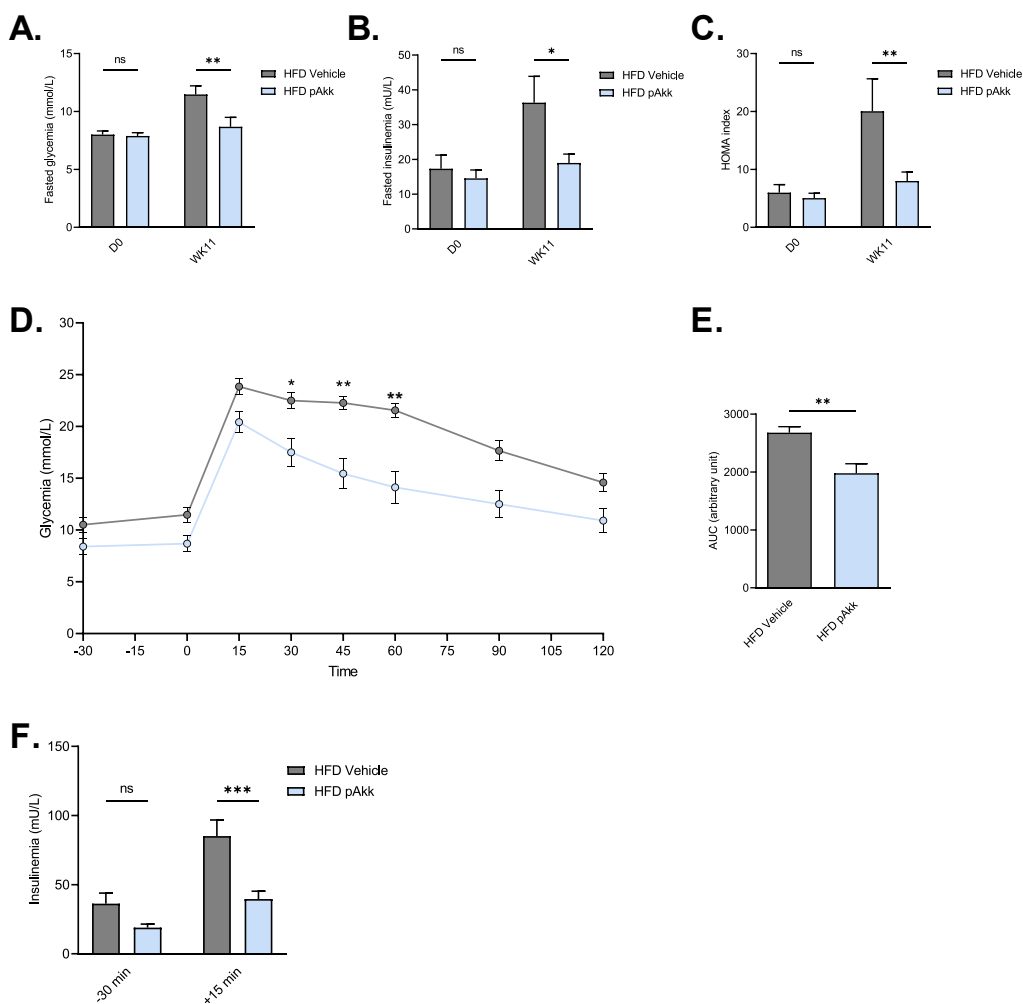 A.
Fasted glycemia (mmol/L)
15
10
5
0
ns
**
D0
WK11
HFD Vehicle
HFD pAkk
B.
Fasted insulinemia (mU/L)
50
40
30
20
10
0
ns
*
D0
WK11
HFD Vehicle
HFD pAkk
C.
HOMA index
30
20
10
0
ns
**
D0
WK11
HFD Vehicle
HFD pAkk
D.
Glycemia (mmol/L)
30
25
20
15
10
5
0
*
**
**
-30 -15 0 15 30 45 60 75 90 105 120
Time
E.
AUC (arbitrary unit)
3000
2000
1000
0
**
HFD Vehicle
HFD pAkk
F.
Insulinemia (mU/L)
150
100
50
0
ns
***
-30 min
+15 min
HFD Vehicle
HFD pAkk